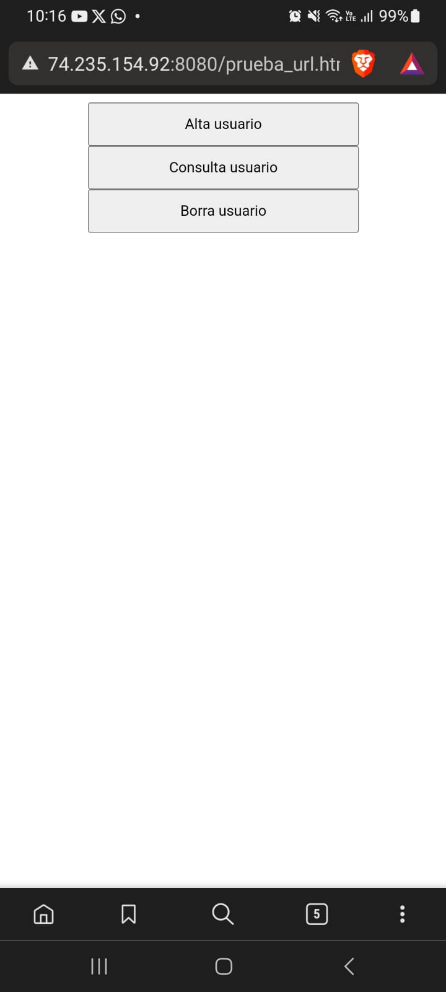 10:16
99%
74.235.154.92:8080/prueba_url.htr
Alta usuario
Consulta usuario
Borra usuario
5